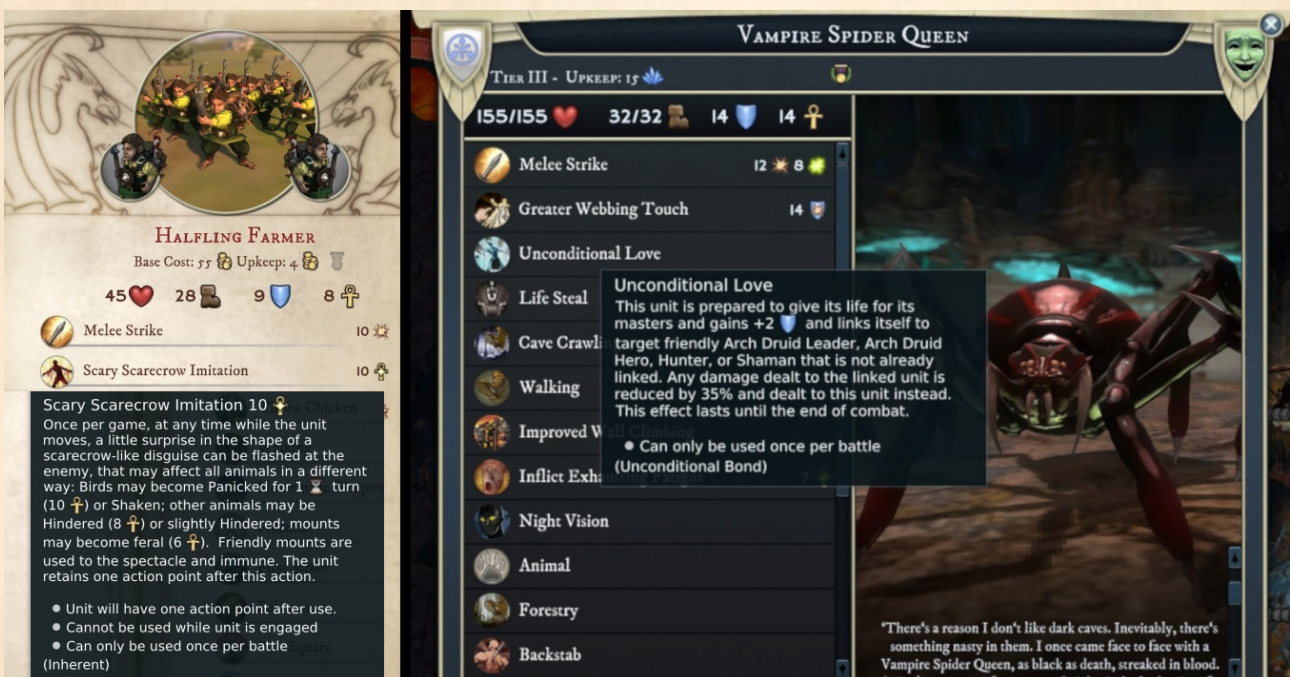 HALFLING FARMER
Base Cost: 55 Upkeep: 4
45 28 9 8
Melee Strike 10
Scary Scarecrow Imitation 10
Scary Scarecrow Imitation 10
Once per game, at any time while the unit
moves, a little surprise in the shape of a
scarecrow-like disguise can be flashed at the
enemy, that may affect all animals in a different
way: Birds may become Panicked for 1 turn
(10 ) or Shaken; other animals may be
Hindered (8 ) or slightly Hindered; mounts
may become feral (6 ). Friendly mounts are
used to the spectacle and immune. The unit
retains one action point after this action.
Unit will have one action point after use.
Cannot be used while unit is engaged
Can only be used once per battle
(Inherent)
VAMPIRE SPIDER QUEEN
TIER III - UPKEEP: 15
155/155 32/32 14 14
Melee Strike 12 8
Greater Webbing Touch 14
Unconditional Love
Life Steal
Cave Crawli
Walking
Improved Wall Climbing
Inflict Exhausting Fatigue 7
Night Vision
Animal
Forestry
Backstab
Unconditional Love
This unit is prepared to give its life for its
masters and gains +2 and links itself to
target friendly Arch Druid Leader, Arch Druid
Hero, Hunter, or Shaman that is not already
linked. Any damage dealt to the linked unit is
reduced by 35% and dealt to this unit instead.
This effect lasts until the end of combat.
Can only be used once per battle
(Unconditional Bond)
'There's a reason I don't like dark caves. Inevitably, there's
something nasty in them. I once came face to face with a
Vampire Spider Queen, as black as death, streaked in blood.